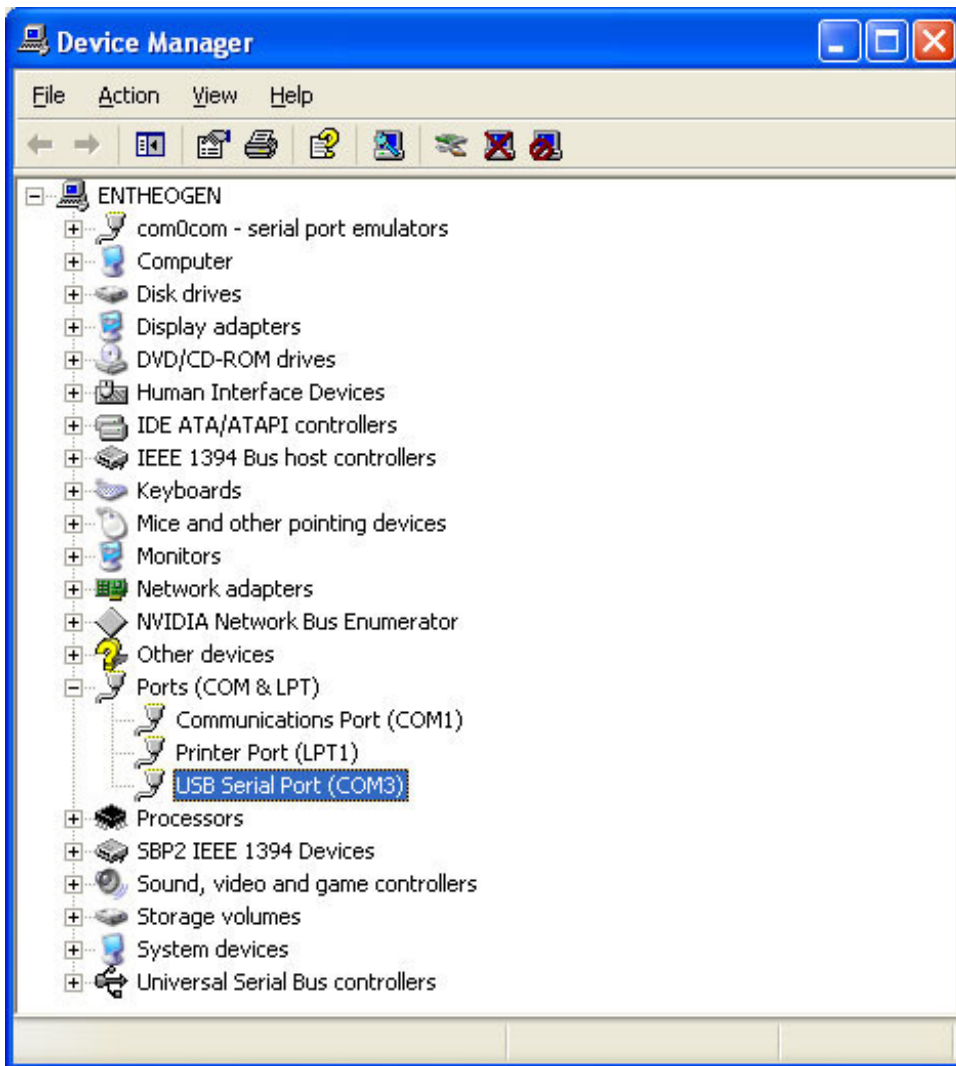 Device Manager
File Action View Help
ENTHEOGEN
com0com - serial port emulators
Computer
Disk drives
Display adapters
DVD/CD-ROM drives
Human Interface Devices
IDE ATA/ATAPI controllers
IEEE 1394 Bus host controllers
Keyboards
Mice and other pointing devices
Monitors
Network adapters
NVIDIA Network Bus Enumerator
Other devices
Ports (COM & LPT)
Communications Port (COM1)
Printer Port (LPT1)
USB Serial Port (COM3)
Processors
SBP2 IEEE 1394 Devices
Sound, video and game controllers
Storage volumes
System devices
Universal Serial Bus controllers